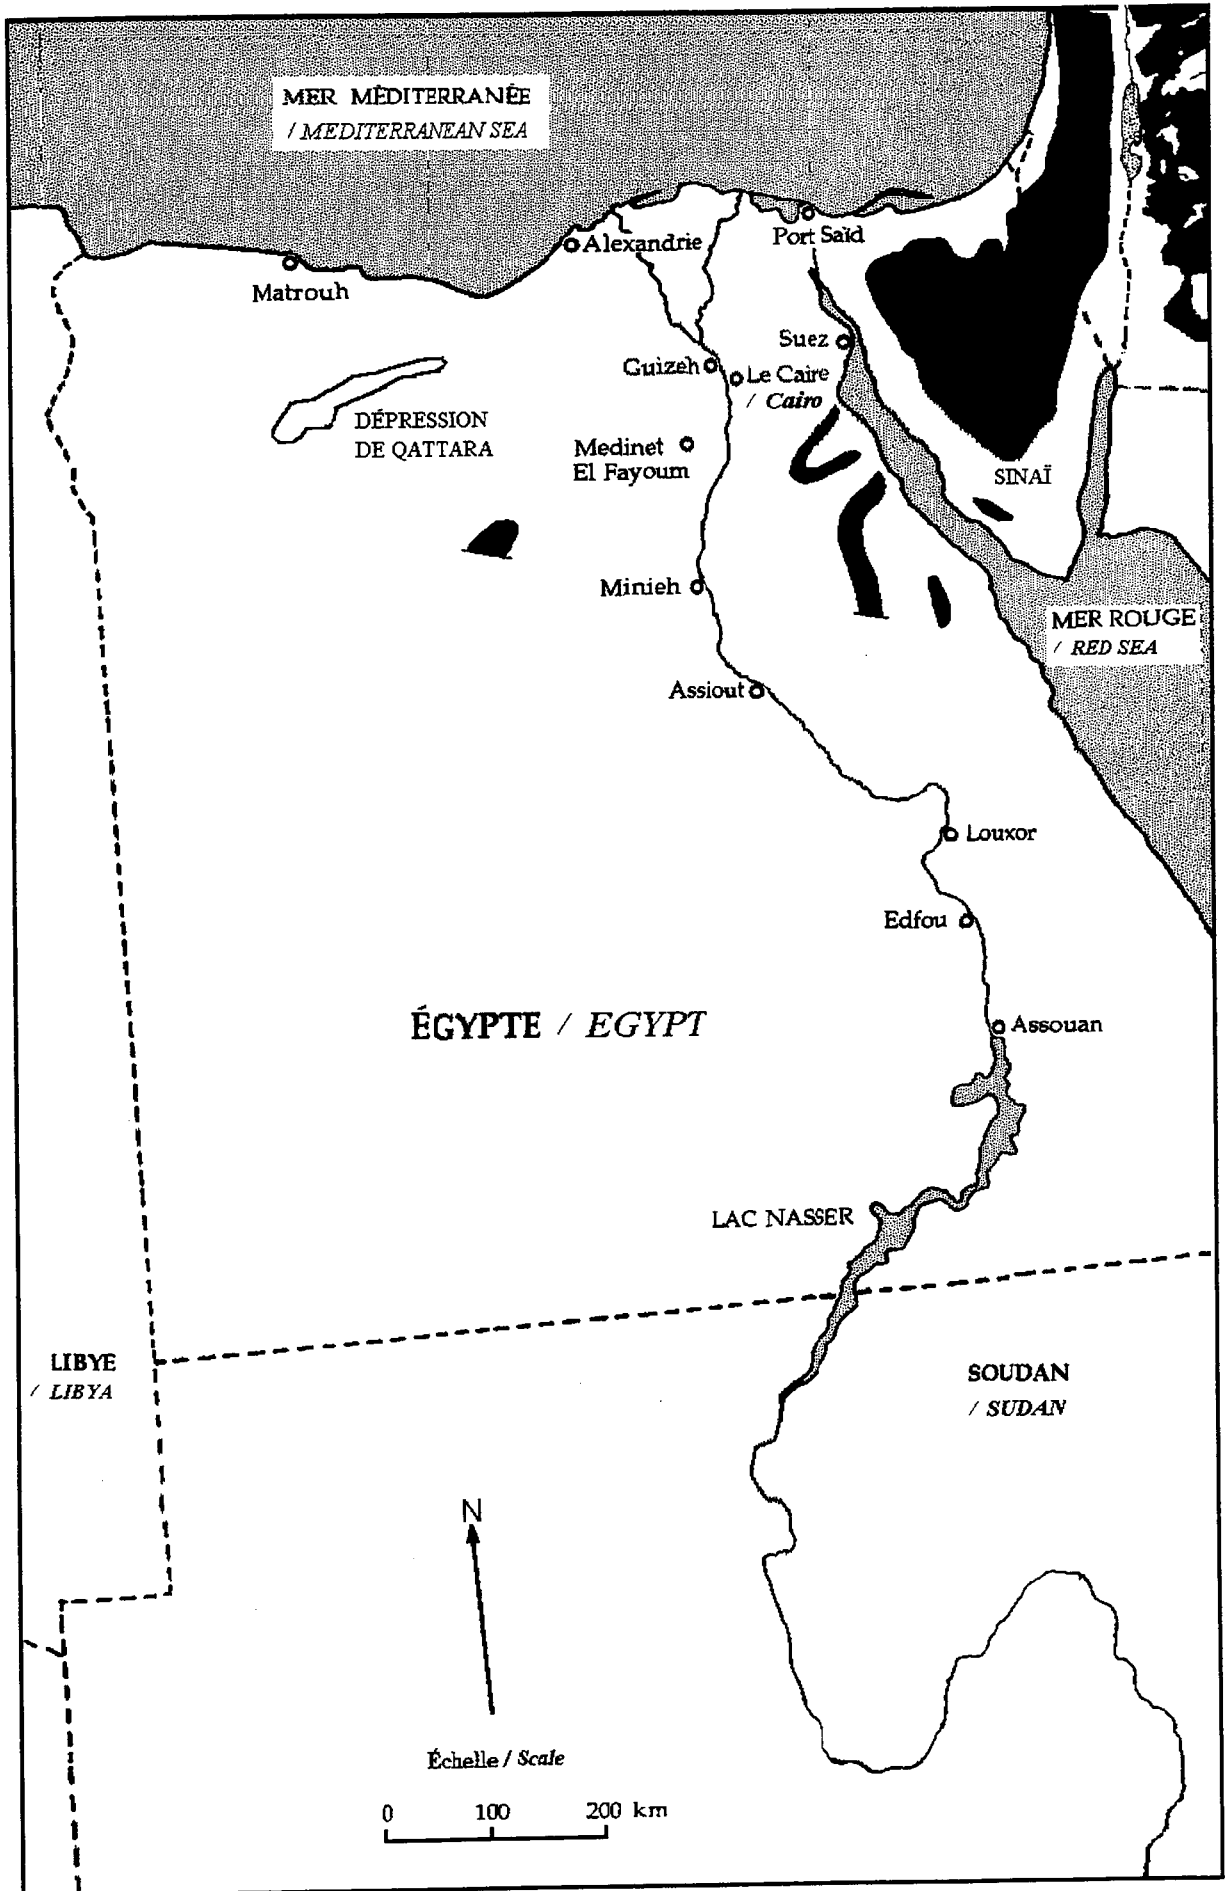 MER MÉDITERRANÉE
/ MEDITERRANEAN SEA
Alexandrie
Port Saïd
Matrouh
Suez
Guizeh
Le Caire
/ Cairo
DÉPRESSION
DE QATTARA
Medinet
El Fayoum
SINAÏ
Minieh
MER ROUGE
/ RED SEA
Assiout
Louxor
Edfou
ÉGYPTE / EGYPT
Assouan
LAC NASSER
LIBYE
/ LIBYA
SOUDAN
/ SUDAN
N
Échelle / Scale
0 100 200 km